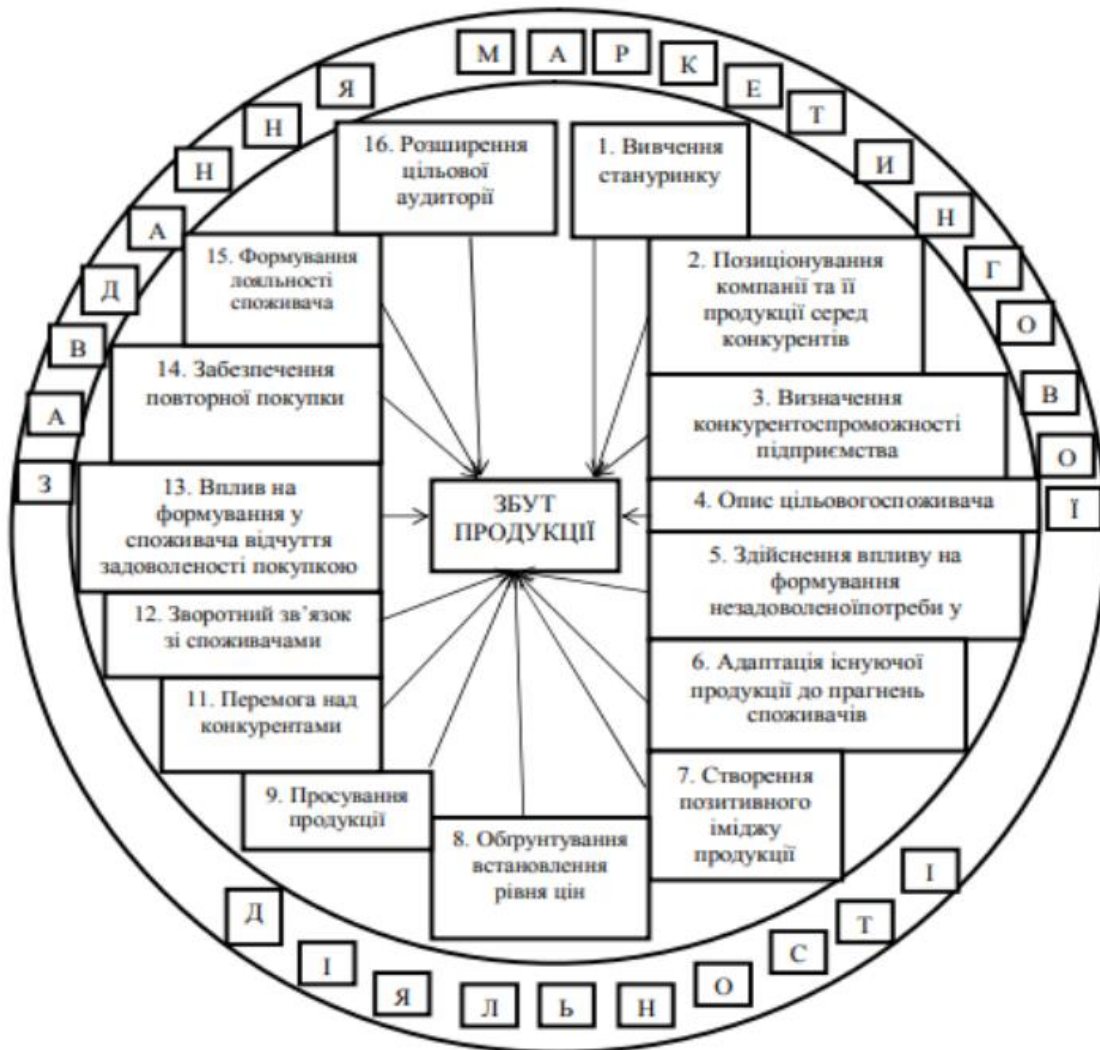 ЗАВДАННЯ
МАРКЕТИНГОВОЇ
ДІЯЛЬНОСТІ
1. Вивчення
стануринку
2. Позиціонування
компанії та її
продукції серед
конкурентів
3. Визначення
конкурентоспроможності
підприємства
4. Опис цільовогоспоживача
5. Здійснення впливу на
формування
незадоволеноїпотреби у
6. Адаптація існуючої
продукції до прагнень
споживачів
7. Створення
позитивного
іміджу
продукції
8. Обґрунтування
встановлення
рівня цін
9. Просування
продукції
11. Перемога над
конкурентами
12. Зворотний зв’язок
зі споживачами
13. Вплив на
формування у
споживача відчуття
задоволеності покупкою
14. Забезпечення
повторної покупки
15. Формування
лояльності
споживача
16. Розширення
цільової
аудиторії
ЗБУТ
ПРОДУКЦІЇ